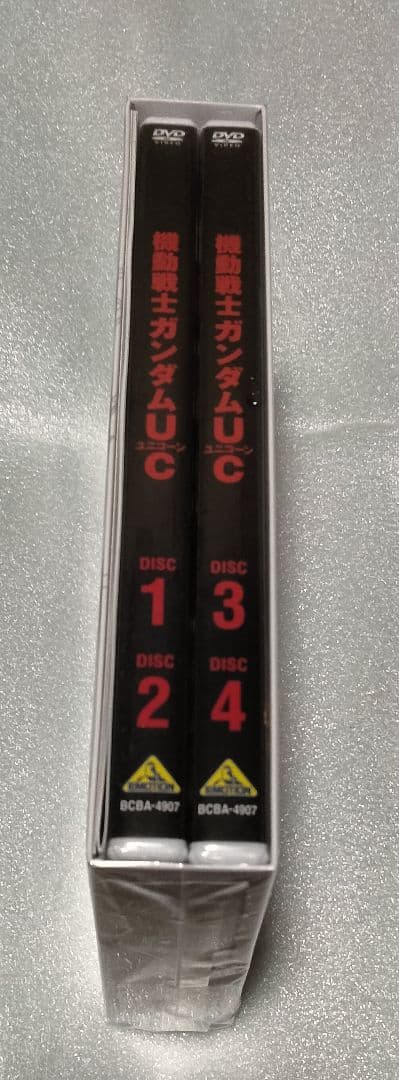 DVD
VIDEO
機動戦士ガンダムUC
ユニコーン
DISC
1
DISC
2
EMOTION
BCBA-4907
DVD
VIDEO
機動戦士ガンダムUC
ユニコーン
DISC
3
DISC
4
EMOTION
BCBA-4907